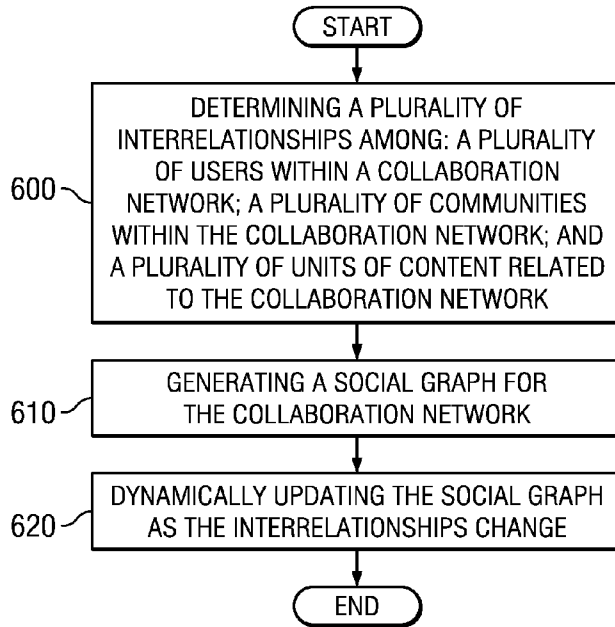 START
DETERMINING A PLURALITY OF
INTERRELATIONSHIPS AMONG: A PLURALITY
OF USERS WITHIN A COLLABORATION
NETWORK; A PLURALITY OF COMMUNITIES
WITHIN THE COLLABORATION NETWORK; AND
A PLURALITY OF UNITS OF CONTENT RELATED
TO THE COLLABORATION NETWORK
600
GENERATING A SOCIAL GRAPH FOR
THE COLLABORATION NETWORK
610
DYNAMICALLY UPDATING THE SOCIAL GRAPH
AS THE INTERRELATIONSHIPS CHANGE
620
END